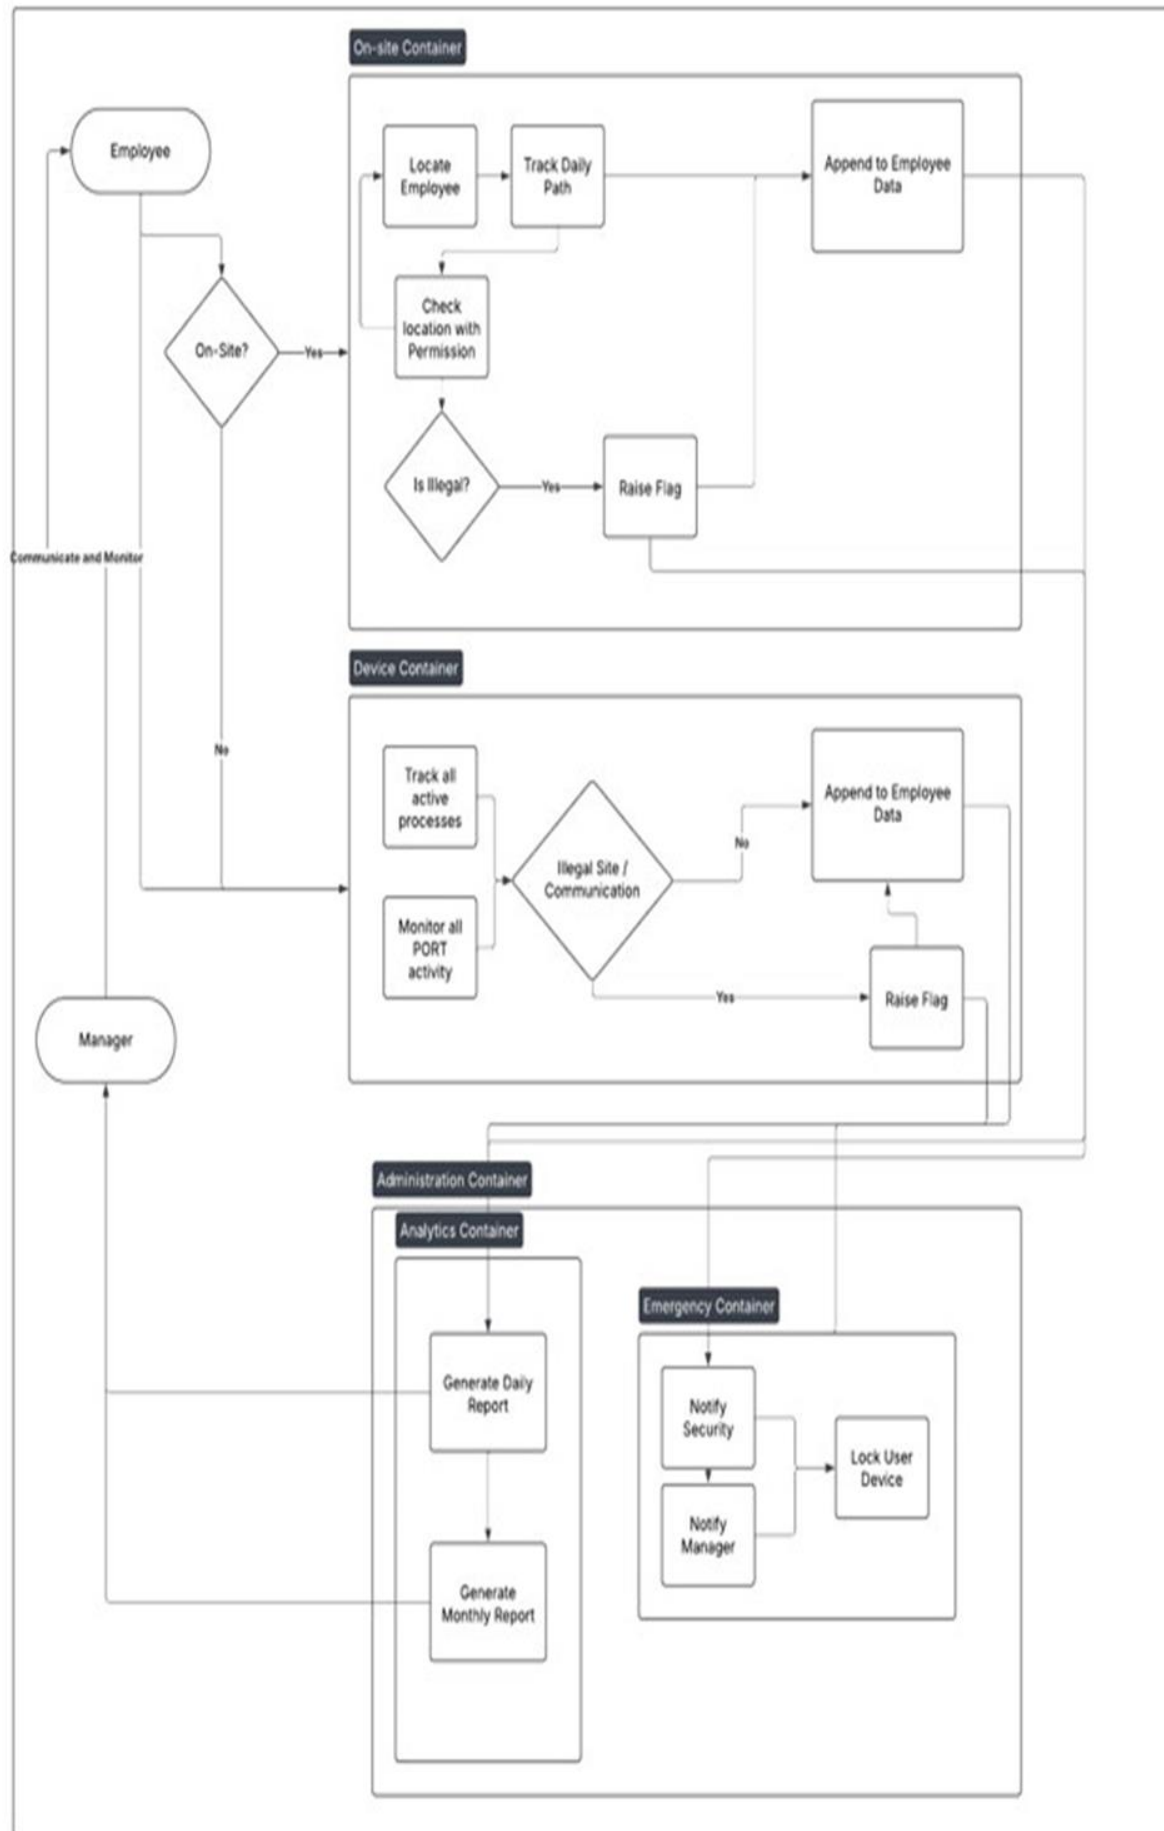 On-site Container
Employee
Locate
Employee
Track Daily
Path
Append to Employee
Data
Check
location with
Permission
On-Site?
Yes
Is Illegal?
Yes
Raise Flag
Communicate and Monitor
Device Container
No
Track all
active
processes
Monitor all
PORT
activity
Illegal Site /
Communication
No
Append to Employee
Data
Yes
Raise Flag
Manager
Administration Container
Analytics Container
Emergency Container
Generate Daily
Report
Notify
Security
Lock User
Device
Notify
Manager
Generate
Monthly Report